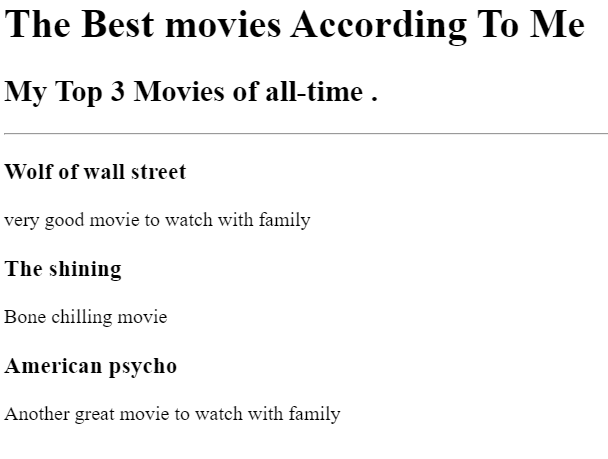 The Best movies According To Me
My Top 3 Movies of all-time .
Wolf of wall street
very good movie to watch with family
The shining
Bone chilling movie
American psycho
Another great movie to watch with family